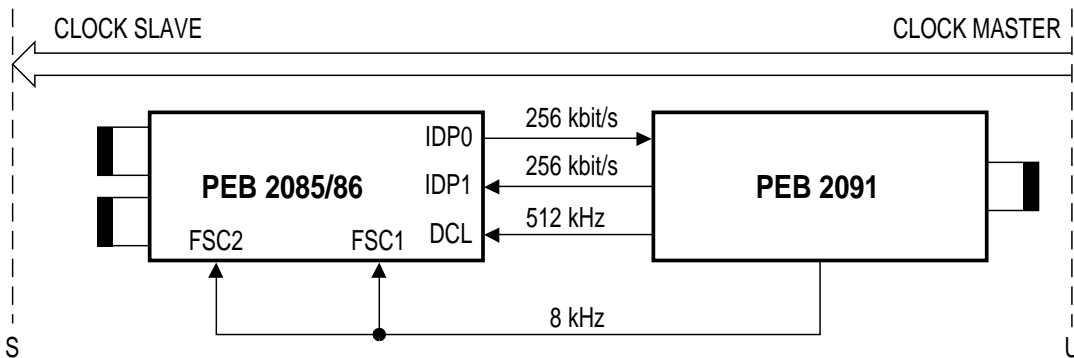 CLOCK SLAVE
CLOCK MASTER
IDP0
256 kbit/s
PEB 2085/86
IDP1
256 kbit/s
PEB 2091
FSC2
FSC1
DCL
512 kHz
8 kHz
S
U